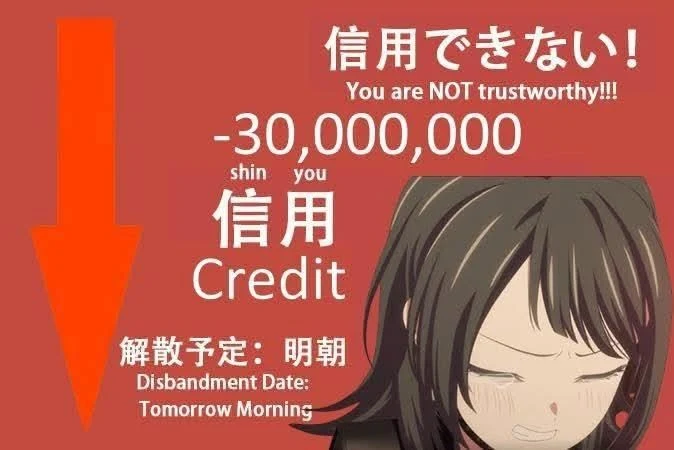 信用できない！
You are NOT trustworthy!!!
-30,000,000
shin you
信用
Credit
解散予定：明朝
Disbandment Date:
Tomorrow Morning